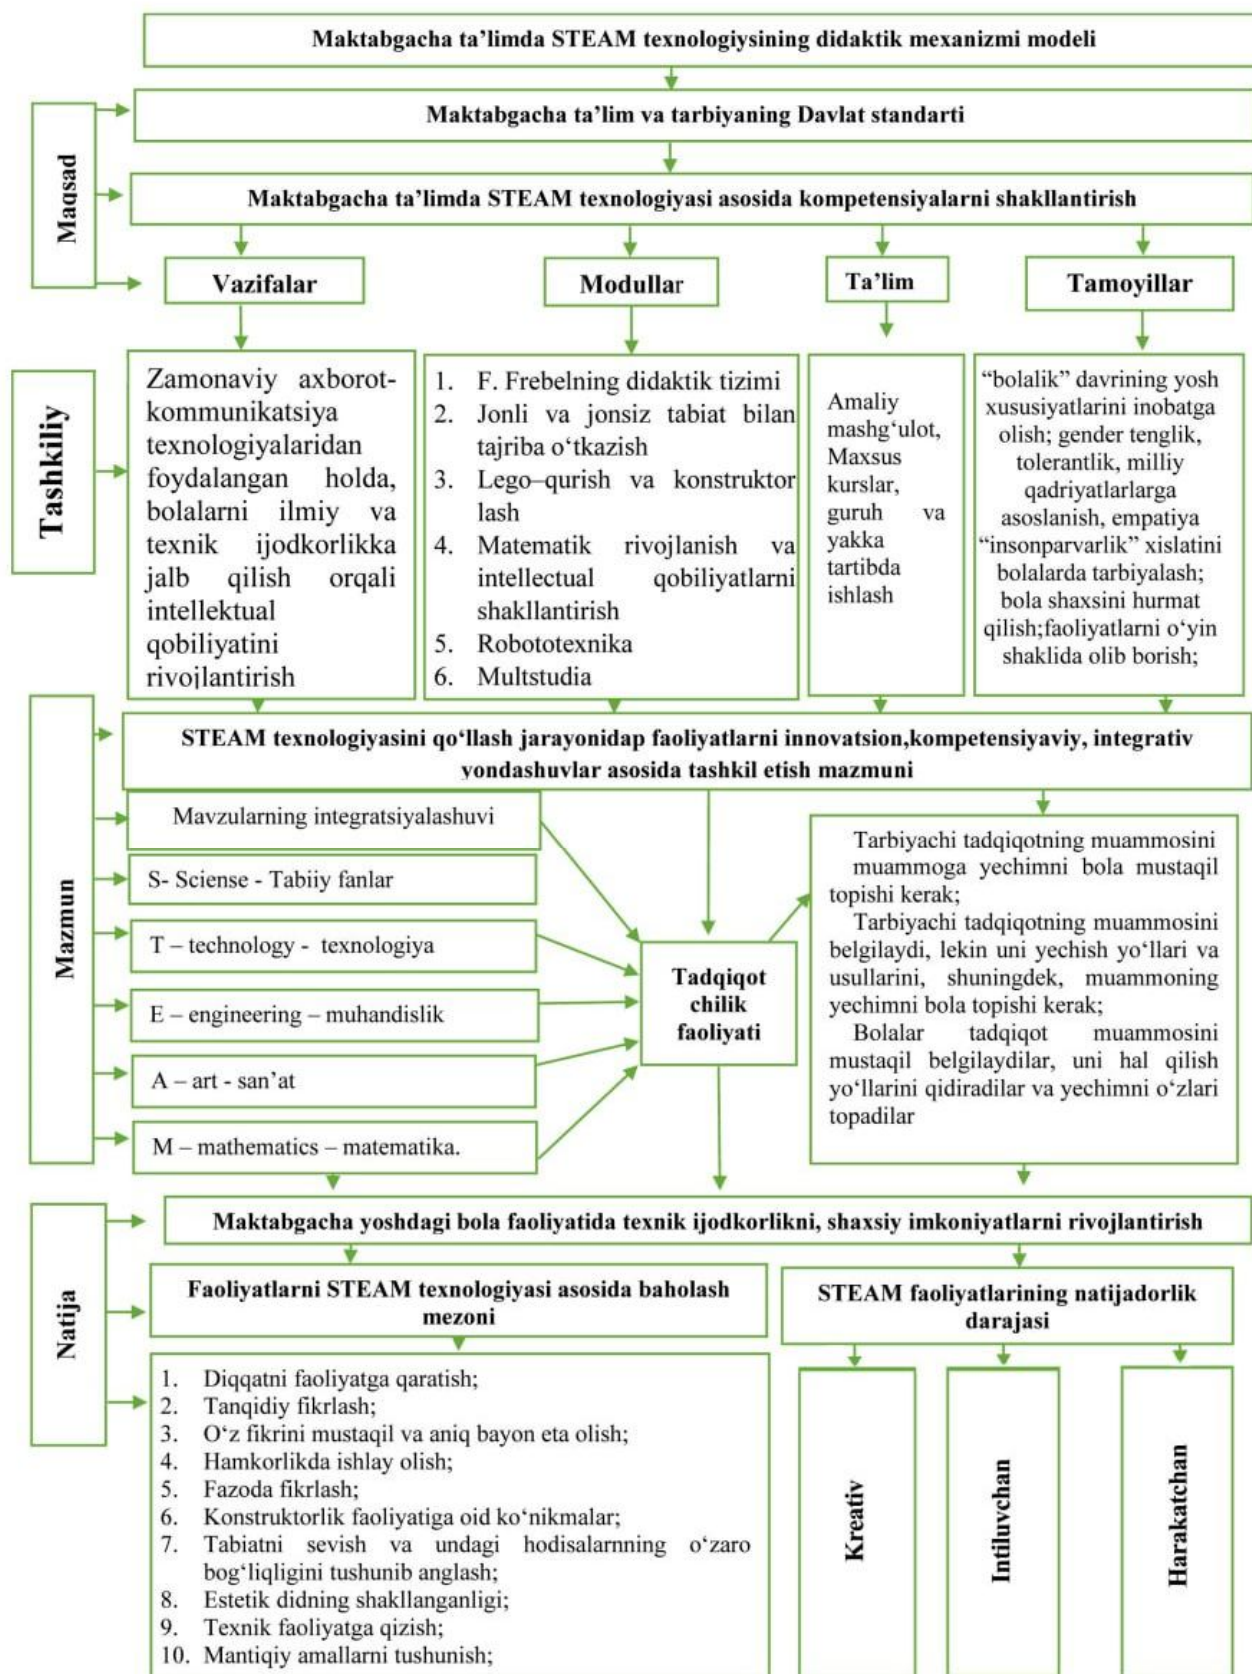 Maktabgacha ta’limda STEAM texnologiysining didaktik mexanizmi modeli
Maqsad
Maktabgacha ta’lim va tarbiyaning Davlat standarti
Maktabgacha ta’limda STEAM texnologiyasi asosida kompetensiyalarni shakllantirish
Vazifalar
Modullar
Ta’lim
Tamoyillar
Tashkiliy
Zamonaviy axborot-
kommunikatsiya
texnologiyalaridan
foydalangan holda,
bolalarni ilmiy va
texnik ijodkorlikka
jalb qilish orqali
intellektual
qobiliyatini
rivojlantirish
1. F. Frebelning didaktik tizimi
2. Jonli va jonsiz tabiat bilan
tajriba o‘tkazish
3. Lego–qurish va konstruktor
lash
4. Matematik rivojlanish va
intellectual qobiliyatlarni
shakllantirish
5. Robototexnika
6. Multstudia
Amaliy
mashg‘ulot,
Maxsus
kurslar,
guruh va
yakka
tartibda
ishlash
“bolalik” davrining yosh
xususiyatlarini inobatga
olish; gender tenglik,
tolerantlik, milliy
qadriyatlarlarga
asoslanish, empatiya
“insonparvarlik” xislatini
bolalarda tarbiyalash;
bola shaxsini hurmat
qilish;faoliyatlarni o‘yin
shaklida olib borish;
Mazmun
STEAM texnologiyasini qo‘llash jarayonidap faoliyatlarni innovatsion,kompetensiyaviy, integrativ
yondashuvlar asosida tashkil etish mazmuni
Mavzularning integratsiyalashuvi
S- Sciense - Tabiiy fanlar
T – technology - texnologiya
E – engineering – muhandislik
A – art - san’at
M – mathematics – matematika.
Tadqiqot
chilik
faoliyati
Tarbiyachi tadqiqotning muammosini
muammoga yechimni bola mustaqil
topishi kerak;
Tarbiyachi tadqiqotning muammosini
belgilaydi, lekin uni yechish yo‘llari va
usullarini, shuningdek, muammoning
yechimni bola topishi kerak;
Bolalar tadqiqot muammosini
mustaqil belgilaydilar, uni hal qilish
yo‘llarini qidiradilar va yechimni o‘zlari
topadilar
Natija
Maktabgacha yoshdagi bola faoliyatida texnik ijodkorlikni, shaxsiy imkoniyatlarni rivojlantirish
Faoliyatlarni STEAM texnologiyasi asosida baholash
mezoni
STEAM faoliyatlarining natijadorlik
darajasi
1. Diqqatni faoliyatga qaratish;
2. Tanqidiy fikrlash;
3. O‘z fikrini mustaqil va aniq bayon eta olish;
4. Hamkorlikda ishlay olish;
5. Fazoda fikrlash;
6. Konstruktorlik faoliyatiga oid ko‘nikmalar;
7. Tabiatni sevish va undagi hodisalarnning o‘zaro
bog‘liqligini tushunib anglash;
8. Estetik didning shakllanganligi;
9. Texnik faoliyatga qizish;
10. Mantiqiy amallarni tushunish;
Kreativ
Intiluvchan
Harakatchan